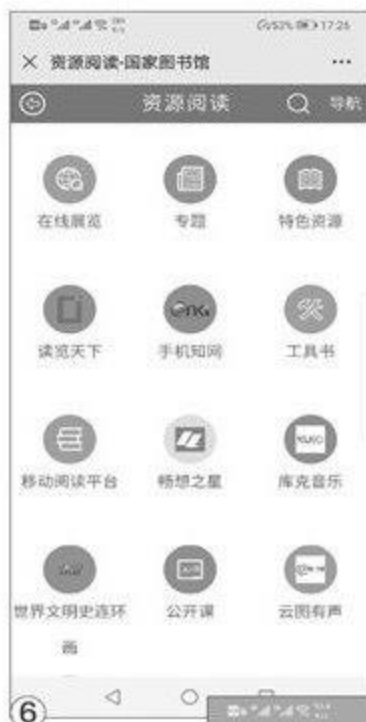 52% 17:26
资源阅读-国家图书馆
资源阅读 导航
在线展览 专题 特色资源
读览天下 手机知网 工具书
移动阅读平台 畅想之星 库克音乐
世界文明史连环 公开课 云图有声
画
⑥